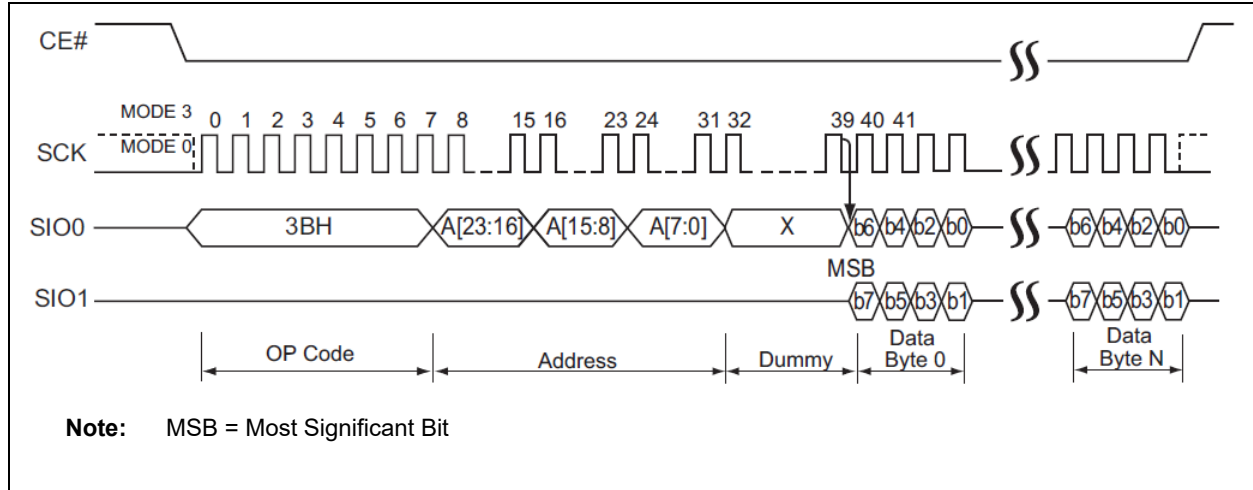 CE#
MODE 3
0 1 2 3 4 5 6 7 8 15 16 23 24 31 32 39 40 41
SCK
MODE 0
SIO0
3BH A[23:16] A[15:8] A[7:0] X b6 b4 b2 b0 b6 b4 b2 b0
MSB
SIO1
b7 b5 b3 b1 b7 b5 b3 b1
OP Code Address Dummy Data Data
Byte 0 Byte N
Note: MSB = Most Significant Bit